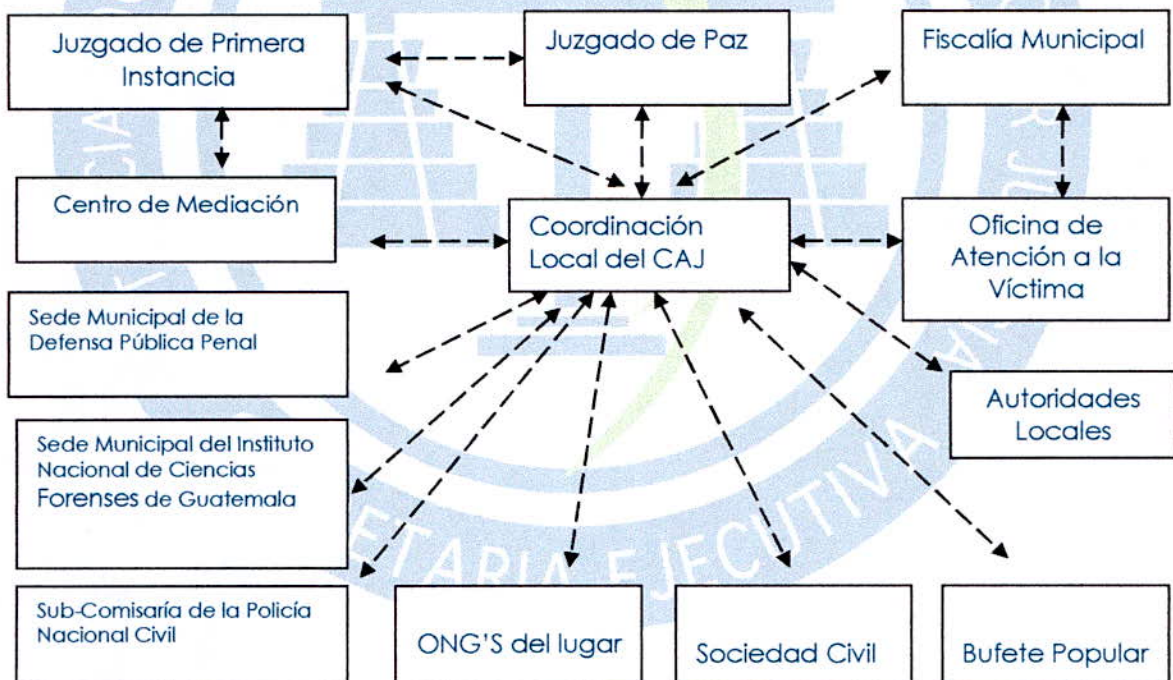 Juzgado de Primera
Instancia
Juzgado de Paz
Fiscalía Municipal
Centro de Mediación
Coordinación
Local del CAJ
Oficina de
Atención a la
Víctima
Sede Municipal de la
Defensa Pública Penal
Autoridades
Locales
Sede Municipal del Instituto
Nacional de Ciencias
Forenses de Guatemala
Sub-Comisaría de la Policía
Nacional Civil
ONG'S del lugar
Sociedad Civil
Bufete Popular
ETARIA EJECUTIVA